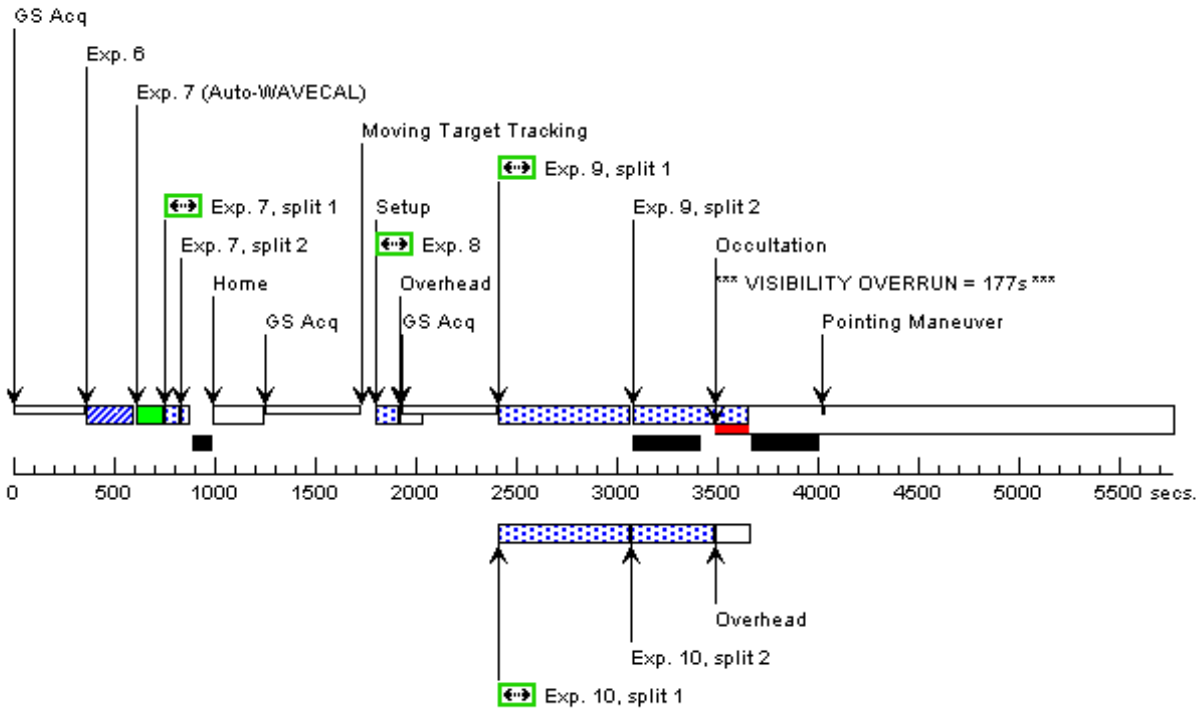 GS Acq
Exp. 6
Exp. 7 (Auto-WAVECAL)
Moving Target Tracking
Exp. 9, split 1
Exp. 7, split 1
Setup
Exp. 9, split 2
Exp. 7, split 2
Exp. 8
Occultation
Home
Overhead
*** VISIBILITY OVERRUN = 177s ***
GS Acq
GS Acq
Pointing Maneuver
0 500 1000 1500 2000 2500 3000 3500 4000 4500 5000 5500 secs.
Overhead
Exp. 10, split 2
Exp. 10, split 1